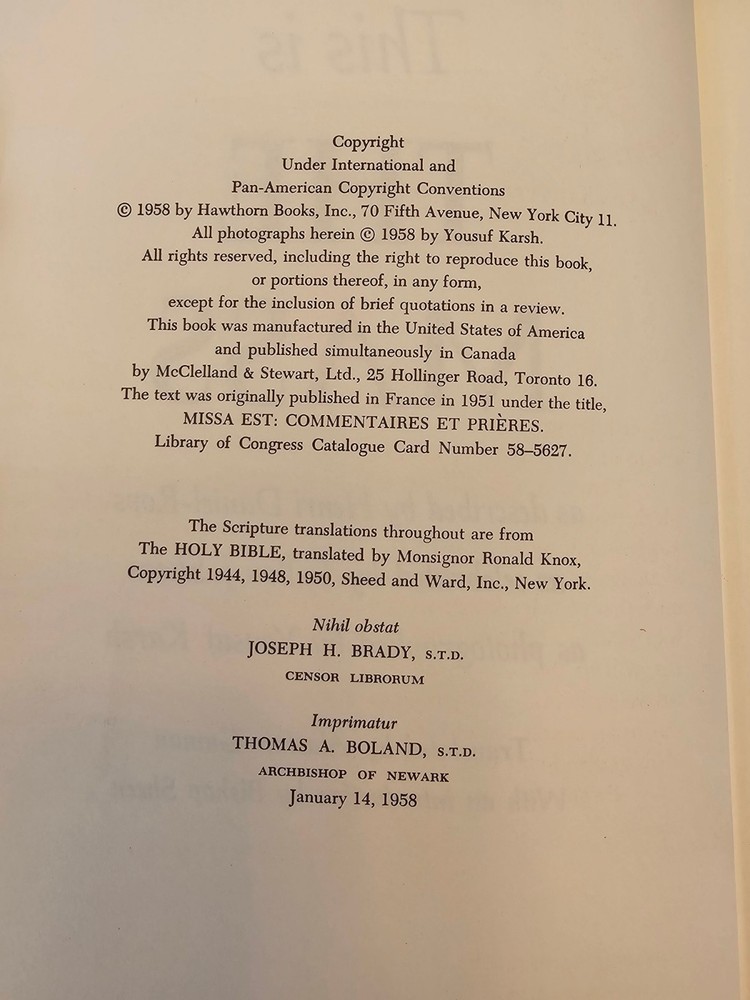 Copyright
Under International and
Pan-American Copyright Conventions
© 1958 by Hawthorn Books, Inc., 70 Fifth Avenue, New York City 11.
All photographs herein © 1958 by Yousuf Karsh.
All rights reserved, including the right to reproduce this book,
or portions thereof, in any form,
except for the inclusion of brief quotations in a review.
This book was manufactured in the United States of America
and published simultaneously in Canada
by McClelland & Stewart, Ltd., 25 Hollinger Road, Toronto 16.
The text was originally published in France in 1951 under the title,
MISSA EST: COMMENTAIRES ET PRIÈRES.
Library of Congress Catalogue Card Number 58–5627.
The Scripture translations throughout are from
The HOLY BIBLE, translated by Monsignor Ronald Knox,
Copyright 1944, 1948, 1950, Sheed and Ward, Inc., New York.
Nihil obstat
JOSEPH H. BRADY, S.T.D.
CENSOR LIBRORUM
Imprimatur
THOMAS A. BOLAND, S.T.D.
ARCHBISHOP OF NEWARK
January 14, 1958